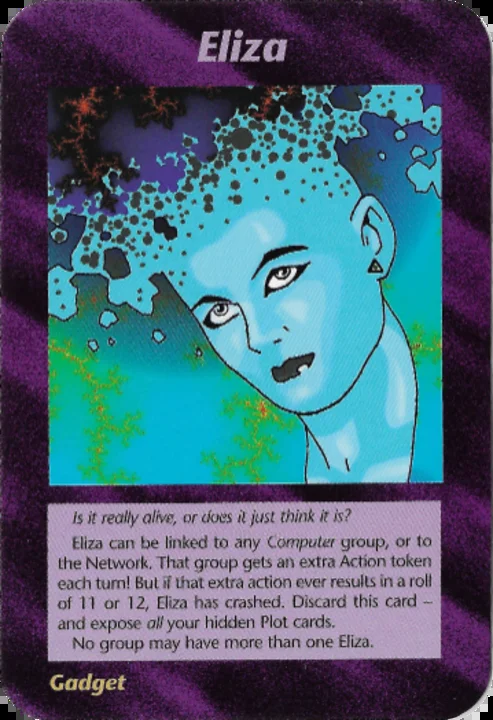 Eliza
Is it really alive, or does it just think it is?
Eliza can be linked to any Computer group, or to
the Network. That group gets an extra Action token
each turn! But if that extra action ever results in a roll
of 11 or 12, Eliza has crashed. Discard this card –
and expose all your hidden Plot cards.
No group may have more than one Eliza.
Gadget